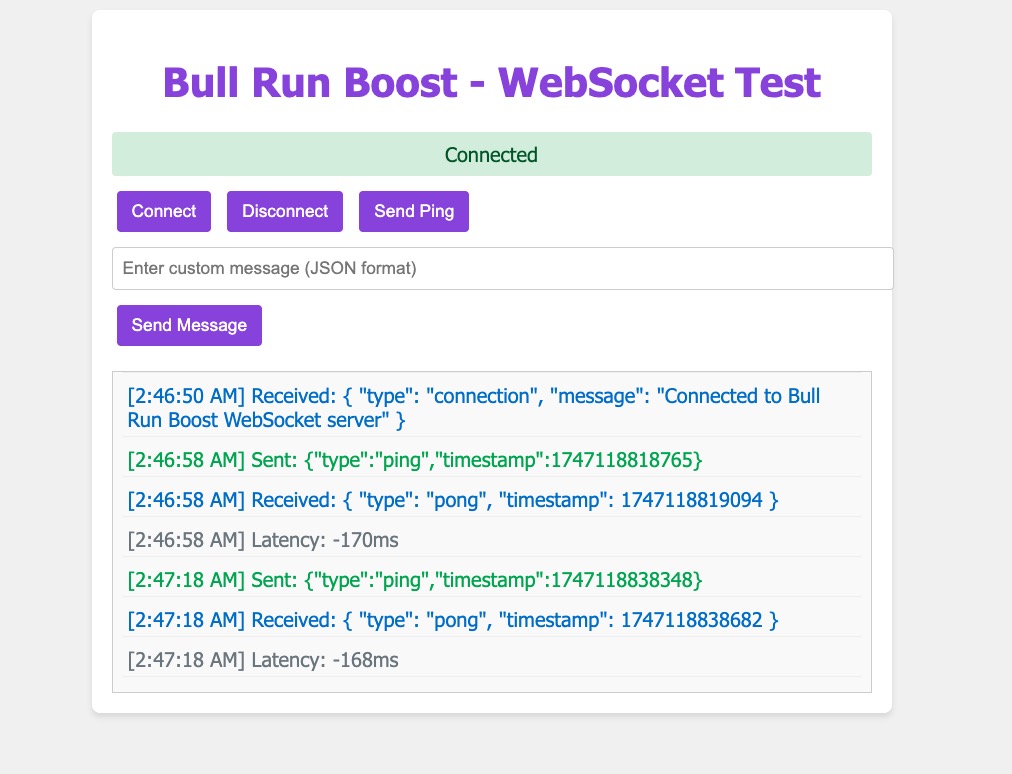 Bull Run Boost - WebSocket Test
Connected
Connect Disconnect Send Ping
Enter custom message (JSON format)
Send Message
[2:46:50 AM] Received: { "type": "connection", "message": "Connected to Bull
Run Boost WebSocket server" }
[2:46:58 AM] Sent: {"type":"ping","timestamp":1747118818765}
[2:46:58 AM] Received: { "type": "pong", "timestamp": 1747118819094 }
[2:46:58 AM] Latency: -170ms
[2:47:18 AM] Sent: {"type":"ping","timestamp":1747118838348}
[2:47:18 AM] Received: { "type": "pong", "timestamp": 1747118838682 }
[2:47:18 AM] Latency: -168ms